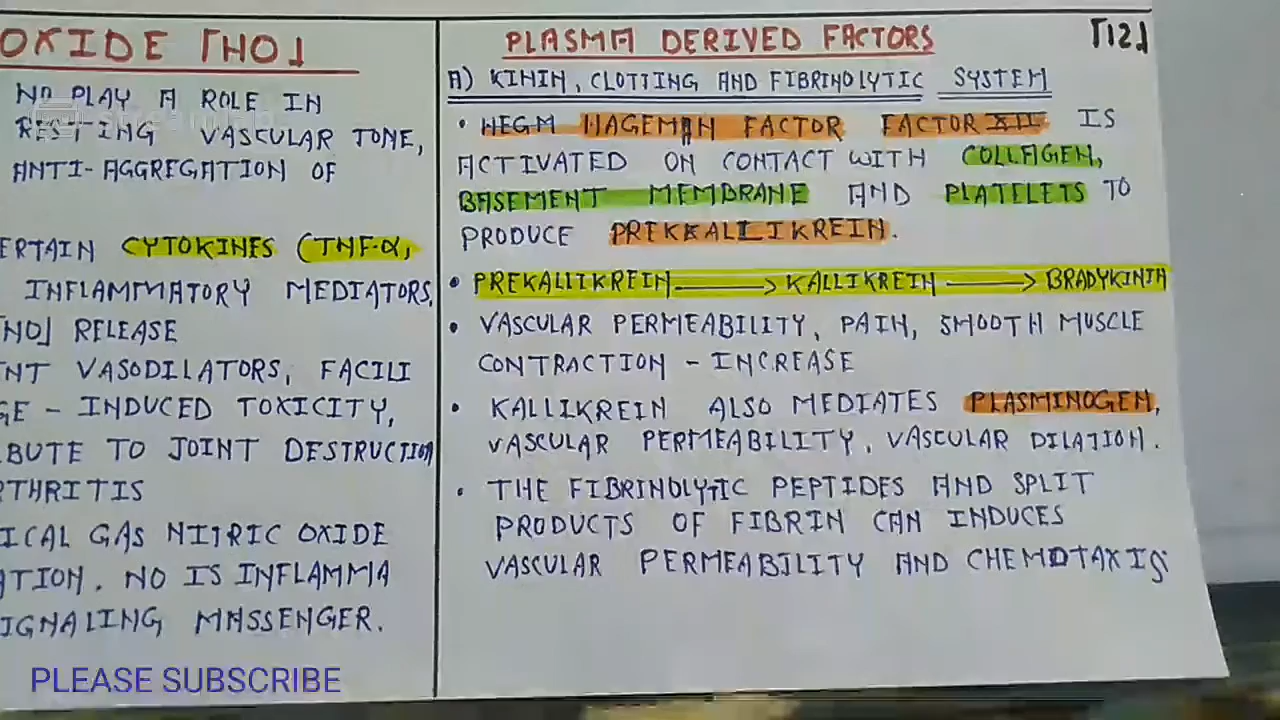 OXIDE [NO]
NO PLAY A ROLE IN
RESTING VASCULAR TONE,
ANTI-AGGREGATION OF
ERTAIN CYTOKINES (TNF-α,
INFLAMMATORY MEDIATORS,
[NO] RELEASE
NT VASODILATORS, FACILI
GE - INDUCED TOXICITY,
BUTE TO JOINT DESTRUCTION
THRITIS
ICAL GAS NITRIC OXIDE
ATION. NO IS INFLAMMA
IGNALING MASSENGER.
PLASMA DERIVED FACTORS
[12]
A) KININ, CLOTTING AND FIBRINOLYTIC SYSTEM
• HEGM HAGEMAN FACTOR FACTOR XII IS
ACTIVATED ON CONTACT WITH COLLAGEN,
BASEMENT MEMBRANE AND PLATELETS TO
PRODUCE PREKKALLIKREIN.
• PREKALLIKREIN → KALLIKREIN → BRADYKININ
• VASCULAR PERMEABILITY, PAIN, SMOOTH MUSCLE
CONTRACTION - INCREASE
• KALLIKREIN ALSO MEDIATES PLASMINOGEN,
VASCULAR PERMEABILITY, VASCULAR DILATION.
• THE FIBRINOLYTIC PEPTIDES AND SPLIT
PRODUCTS OF FIBRIN CAN INDUCES
VASCULAR PERMEABILITY AND CHEMOTAXIS
PLEASE SUBSCRIBE